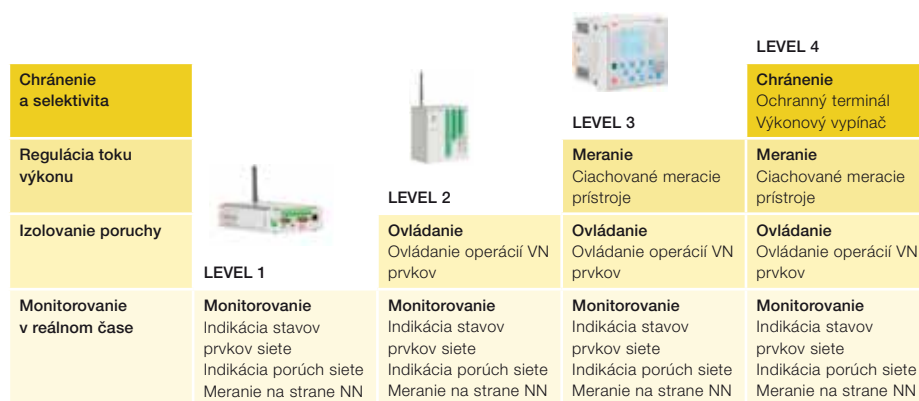 LEVEL 4
Chránenie
a selektivita
Chránenie
Ochranný terminál
Výkonový vypínač
LEVEL 3
Regulácia toku
výkonu
Meranie
Ciachované meracie
prístroje
Meranie
Ciachované meracie
prístroje
LEVEL 2
Izolovanie poruchy
Ovládanie
Ovládanie operácií VN
prvkov
Ovládanie
Ovládanie operácií VN
prvkov
Ovládanie
Ovládanie operácií VN
prvkov
LEVEL 1
Monitorovanie
v reálnom čase
Monitorovanie
Indikácia stavov
prvkov siete
Indikácia porúch siete
Meranie na strane NN
Monitorovanie
Indikácia stavov
prvkov siete
Indikácia porúch siete
Meranie na strane NN
Monitorovanie
Indikácia stavov
prvkov siete
Indikácia porúch siete
Meranie na strane NN
Monitorovanie
Indikácia stavov
prvkov siete
Indikácia porúch siete
Meranie na strane NN